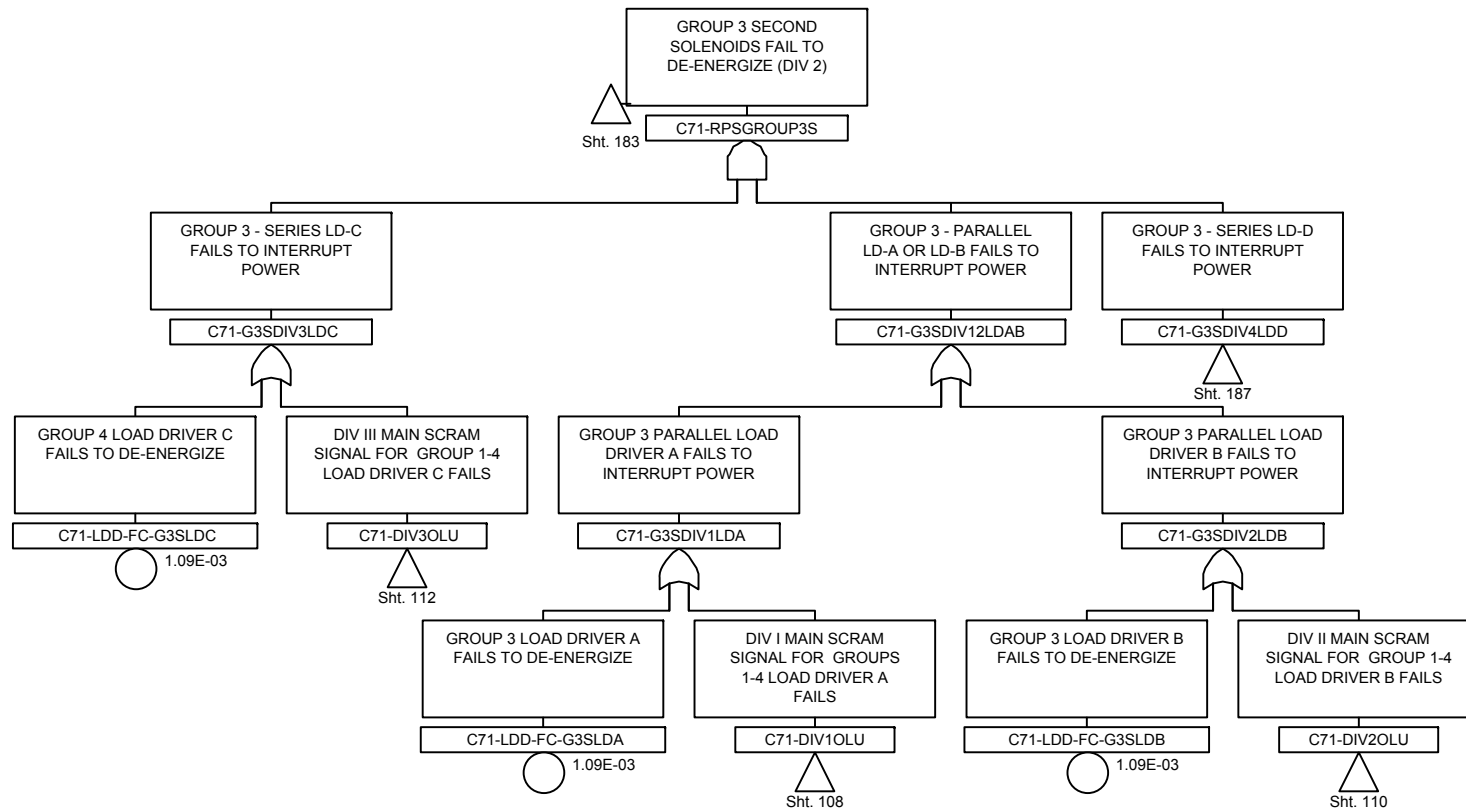 GROUP 3 SECOND
SOLENOIDS FAIL TO
DE-ENERGIZE (DIV 2)
Sht. 183
C71-RPSGROUP3S
GROUP 3 - SERIES LD-C
FAILS TO INTERRUPT
POWER
C71-G3SDIV3LDC
GROUP 3 - PARALLEL
LD-A OR LD-B FAILS TO
INTERRUPT POWER
C71-G3SDIV12LDAB
GROUP 3 - SERIES LD-D
FAILS TO INTERRUPT
POWER
C71-G3SDIV4LDD
Sht. 187
GROUP 4 LOAD DRIVER C
FAILS TO DE-ENERGIZE
C71-LDD-FC-G3SLDC
1.09E-03
DIV III MAIN SCRAM
SIGNAL FOR GROUP 1-4
LOAD DRIVER C FAILS
C71-DIV3OLU
Sht. 112
GROUP 3 PARALLEL LOAD
DRIVER A FAILS TO
INTERRUPT POWER
C71-G3SDIV1LDA
GROUP 3 PARALLEL LOAD
DRIVER B FAILS TO
INTERRUPT POWER
C71-G3SDIV2LDB
GROUP 3 LOAD DRIVER A
FAILS TO DE-ENERGIZE
C71-LDD-FC-G3SLDA
1.09E-03
DIV I MAIN SCRAM
SIGNAL FOR GROUPS
1-4 LOAD DRIVER A
FAILS
C71-DIV1OLU
Sht. 108
GROUP 3 LOAD DRIVER B
FAILS TO DE-ENERGIZE
C71-LDD-FC-G3SLDB
1.09E-03
DIV II MAIN SCRAM
SIGNAL FOR GROUP 1-4
LOAD DRIVER B FAILS
C71-DIV2OLU
Sht. 110